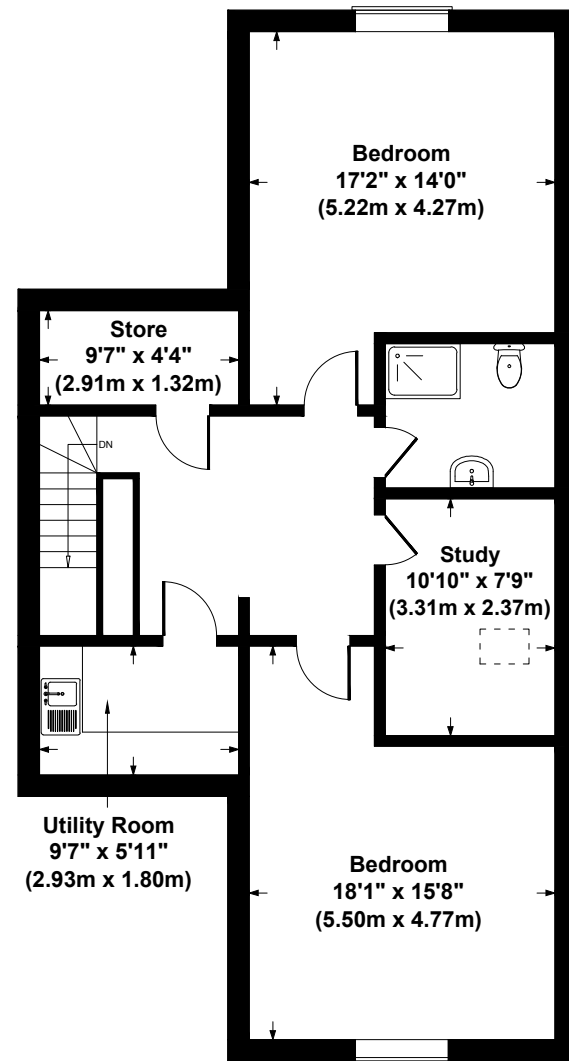 Bedroom
17'2" x 14'0"
(5.22m x 4.27m)
Store
9'7" x 4'4"
(2.91m x 1.32m)
DN
Study
10'10" x 7'9"
(3.31m x 2.37m)
Utility Room
9'7" x 5'11"
(2.93m x 1.80m)
Bedroom
18'1" x 15'8"
(5.50m x 4.77m)